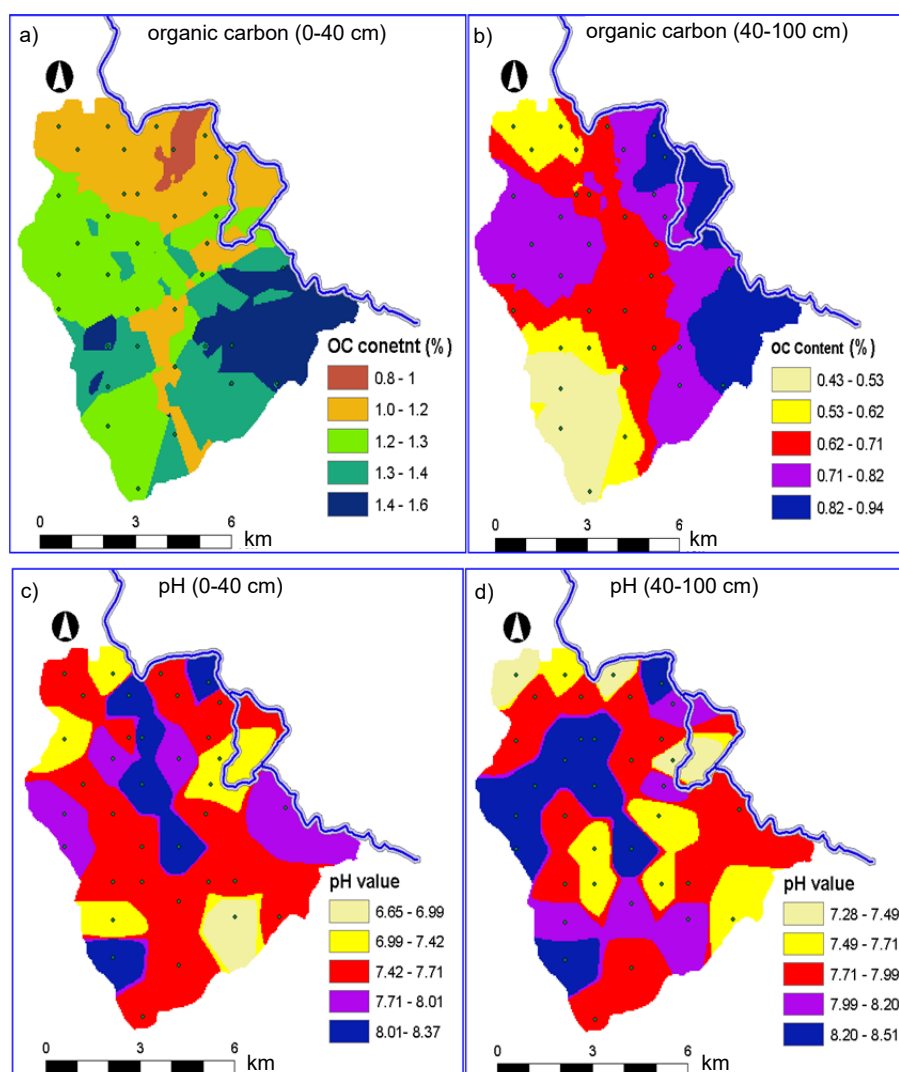 a) organic carbon (0-40 cm)
OC conetnt (%)
0.8 - 1
1.0 - 1.2
1.2 - 1.3
1.3 - 1.4
1.4 - 1.6
0 3 6
km
b) organic carbon (40-100 cm)
OC Content (%)
0.43 - 0.53
0.53 - 0.62
0.62 - 0.71
0.71 - 0.82
0.82 - 0.94
0 3 6
km
c) pH (0-40 cm)
pH value
6.65 - 6.99
6.99 - 7.42
7.42 - 7.71
7.71 - 8.01
8.01 - 8.37
0 3 6
km
d) pH (40-100 cm)
pH value
7.28 - 7.49
7.49 - 7.71
7.71 - 7.99
7.99 - 8.20
8.20 - 8.51
0 3 6
km